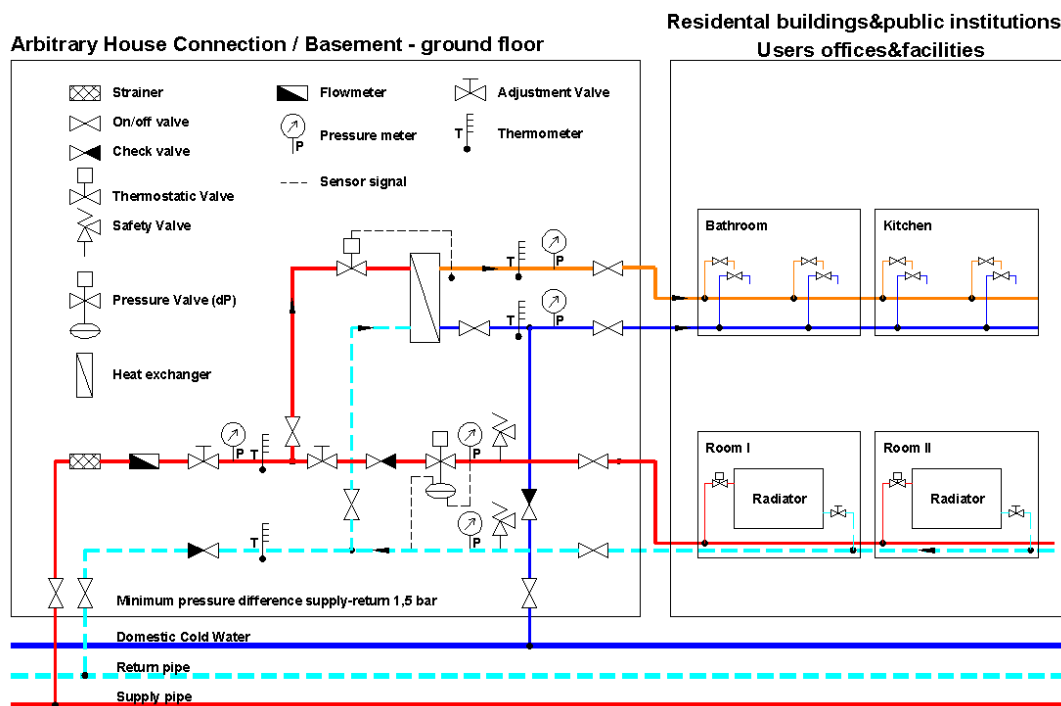 Residental buildings&public institutions
Users offices&facilities
Arbitrary House Connection / Basement - ground floor
Strainer
Flowmeter
Adjustment Valve
On/off valve
Pressure meter
P
T
Thermometer
Check valve
Sensor signal
Thermostatic Valve
Safety Valve
Pressure Valve (dP)
Heat exchanger
Bathroom
Kitchen
T
P
T
P
P
T
P
Room I
Room II
Radiator
Radiator
T
P
Minimum pressure difference supply-return 1,5 bar
Domestic Cold Water
Return pipe
Supply pipe